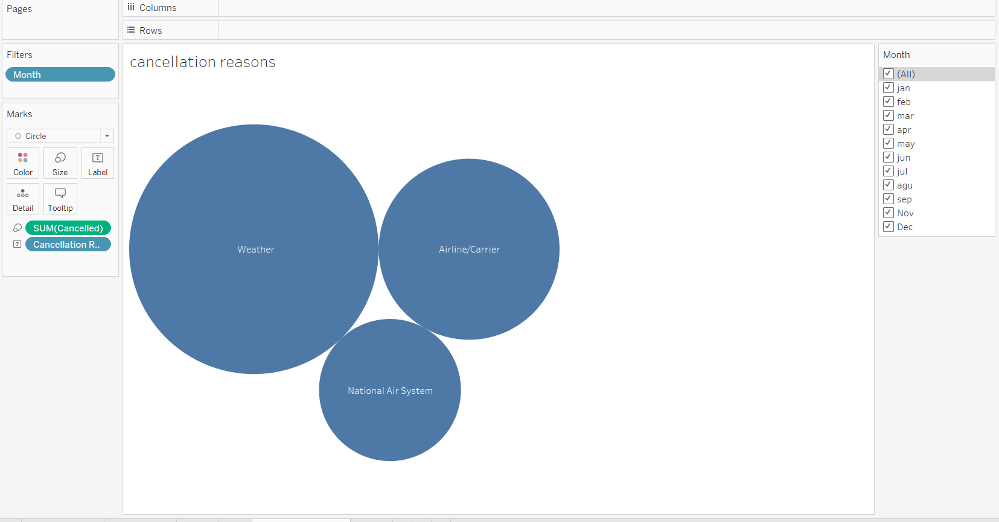 Pages
Columns
Rows
Filters
Month
Marks
Circle
Color
Size
Label
Detail
Tooltip
SUM(Cancelled)
Cancellation R..
cancellation reasons
Weather
Airline/Carrier
National Air System
Month
(All)
jan
feb
mar
apr
may
jun
jul
agu
sep
Nov
Dec